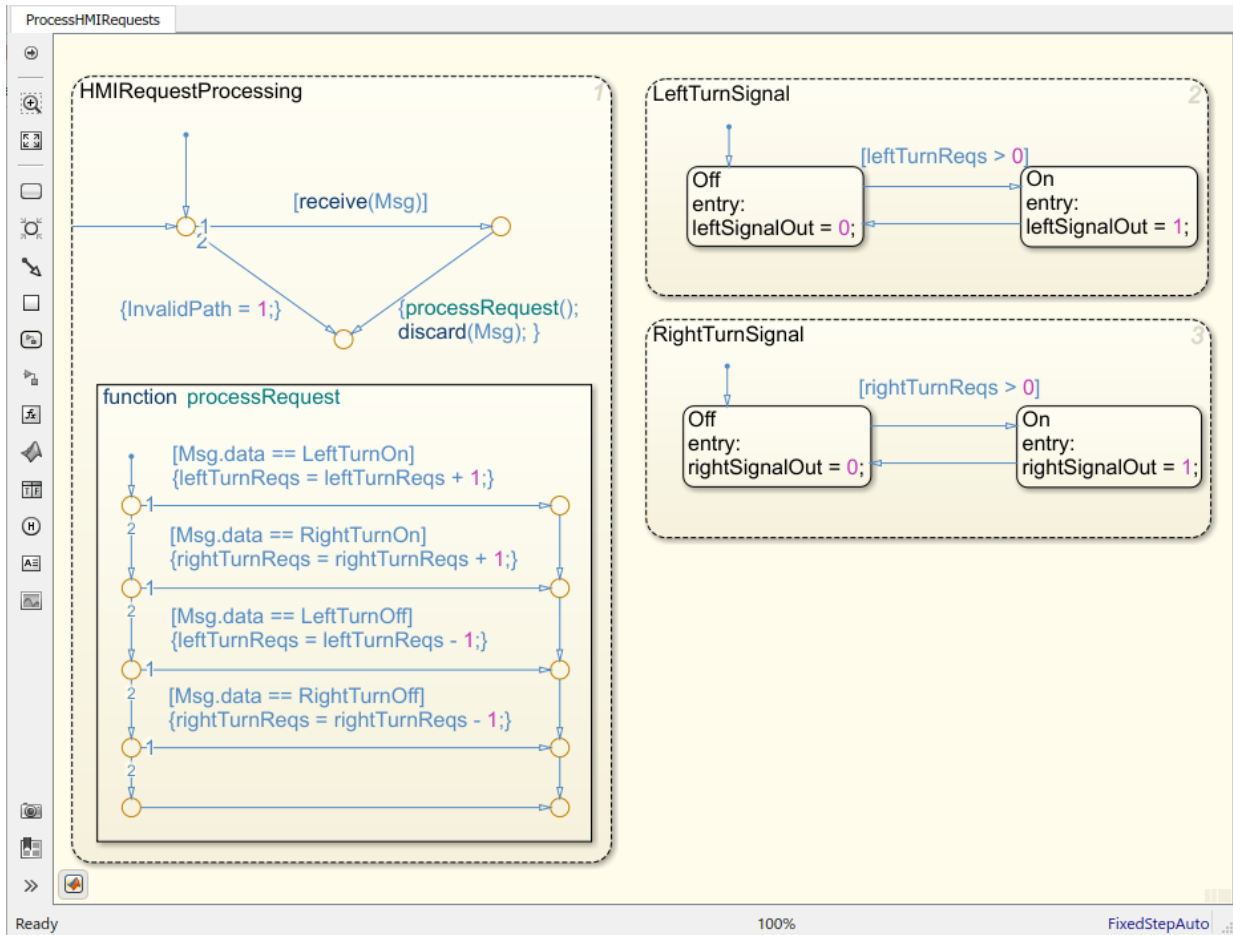 ProcessHMIRequests
HMIRequestProcessing
1
[receive(Msg)]
1
2
{InvalidPath = 1;}
{processRequest();
discard(Msg); }
function processRequest
[Msg.data == LeftTurnOn]
{leftTurnReqs = leftTurnReqs + 1;}
1
2
[Msg.data == RightTurnOn]
{rightTurnReqs = rightTurnReqs + 1;}
1
2
[Msg.data == LeftTurnOff]
{leftTurnReqs = leftTurnReqs - 1;}
1
2
[Msg.data == RightTurnOff]
{rightTurnReqs = rightTurnReqs - 1;}
1
2
LeftTurnSignal
2
[leftTurnReqs > 0]
Off
entry:
leftSignalOut = 0;
On
entry:
leftSignalOut = 1;
RightTurnSignal
3
[rightTurnReqs > 0]
Off
entry:
rightSignalOut = 0;
On
entry:
rightSignalOut = 1;
Ready
100%
FixedStepAuto